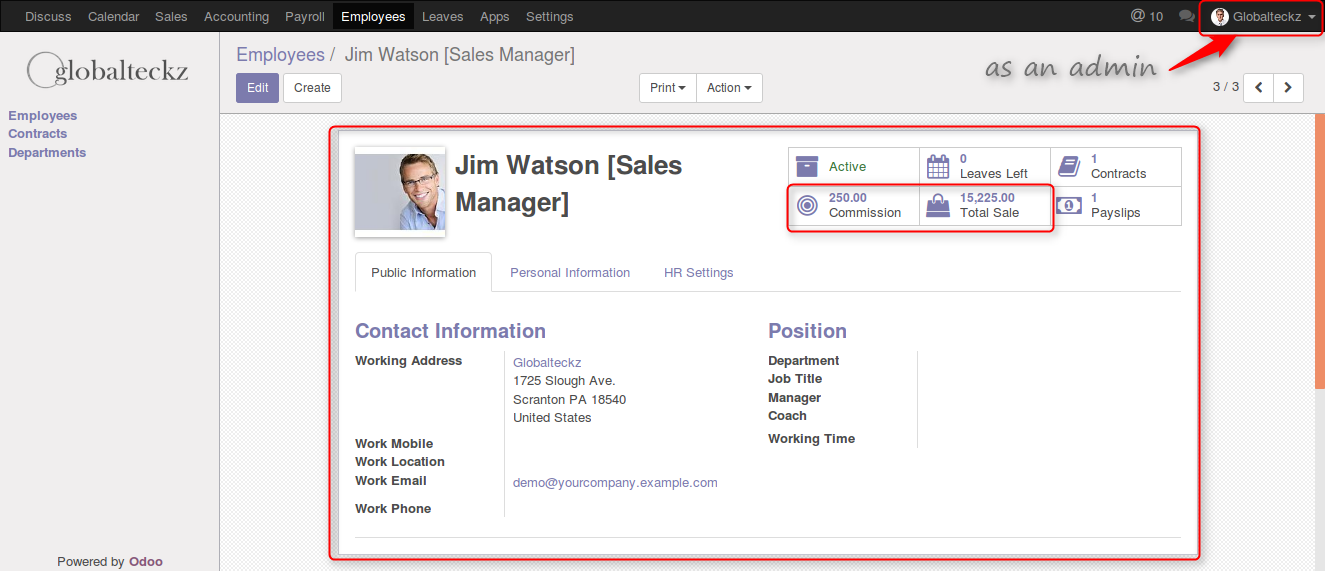 Discuss Calendar Sales Accounting Payroll Employees Leaves Apps Settings @ 10 Globalteckz
globalteckz
Employees
Contracts
Departments
Employees / Jim Watson [Sales Manager]
Edit Create Print Action
as an admin
3 / 3
Jim Watson [Sales
Manager]
Active
0
Leaves Left
1
Contracts
250.00
Commission
15,225.00
Total Sale
1
Payslips
Public Information Personal Information HR Settings
Contact Information
Working Address Globalteckz
1725 Slough Ave.
Scranton PA 18540
United States
Work Mobile
Work Location
Work Email demo@yourcompany.example.com
Work Phone
Position
Department
Job Title
Manager
Coach
Working Time
Powered by Odoo